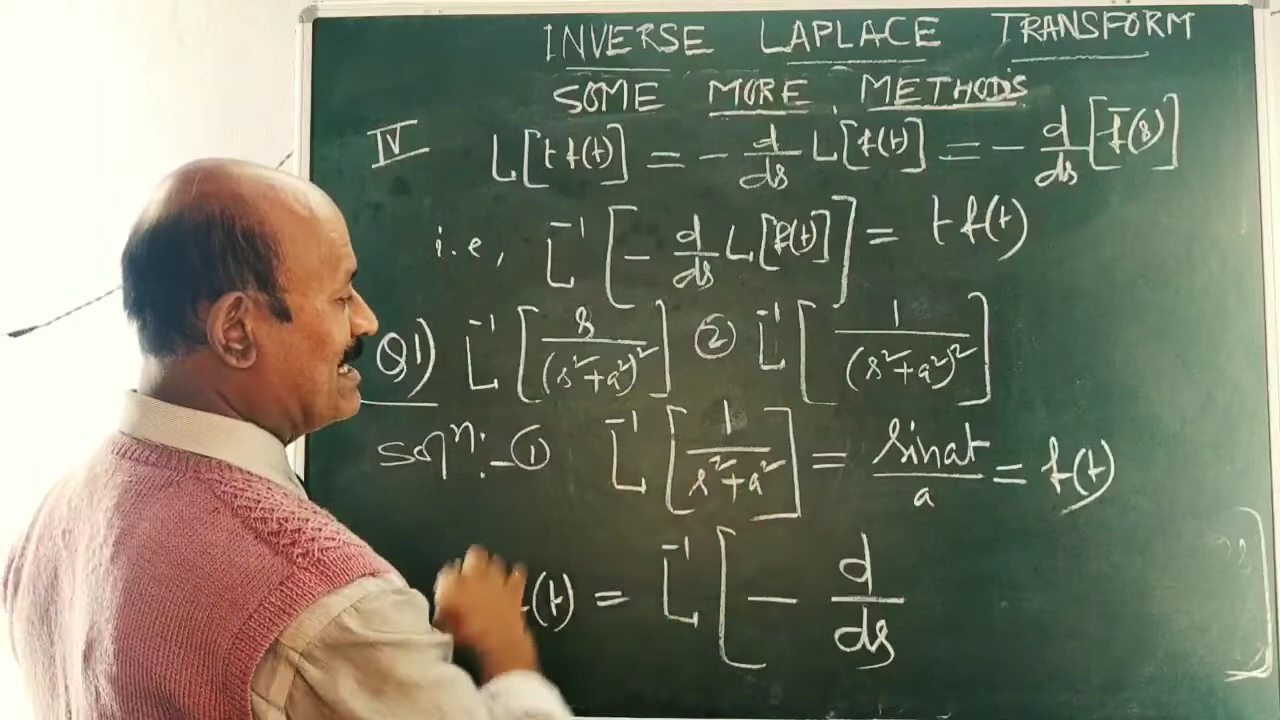 INVERSE LAPLACE TRANSFORM
SOME MORE METHODS
IV L[t f(t)] = - d/ds L[f(t)] = - d/ds [f̄(s)]
i.e, L⁻¹[- d/ds L[f(t)]] = t f(t)
Q1) L⁻¹[s/(s²+a²)²] ② L⁻¹[1/(s²+a²)²]
Soln:- ① L⁻¹[1/(s²+a²)] = sinat/a = f(t)
(t) = L⁻¹[- d/ds